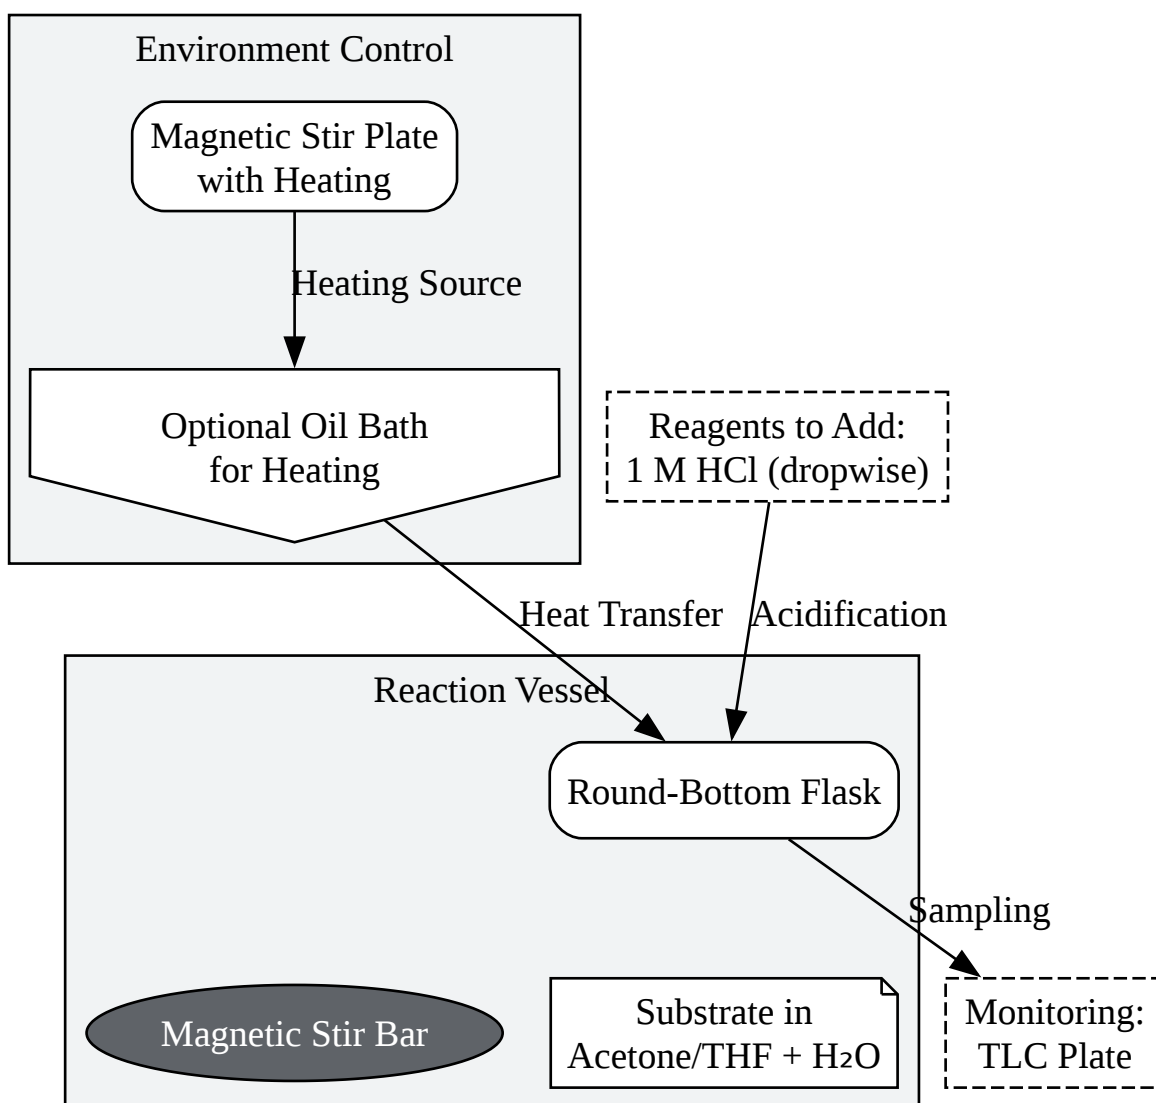 Environment Control
Magnetic Stir Plate
with Heating
Heating Source
Optional Oil Bath
for Heating
Reagents to Add:
1 M HCl (dropwise)
Heat Transfer
Acidification
Reaction Vessel
Round-Bottom Flask
Sampling
Magnetic Stir Bar
Substrate in
Acetone/THF + H₂O
Monitoring:
TLC Plate